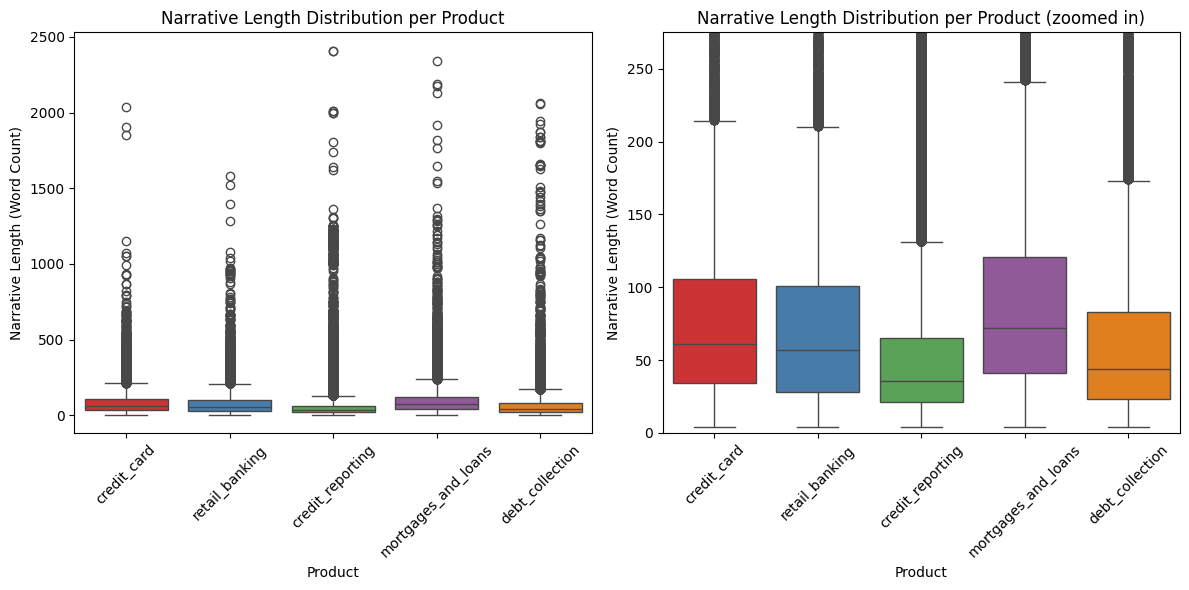 Narrative Length Distribution per Product
Narrative Length (Word Count)
2500
2000
1500
1000
500
0
credit_card
retail_banking
credit_reporting
mortgages_and_loans
debt_collection
Product
Narrative Length Distribution per Product (zoomed in)
Narrative Length (Word Count)
250
200
150
100
50
0
credit_card
retail_banking
credit_reporting
mortgages_and_loans
debt_collection
Product